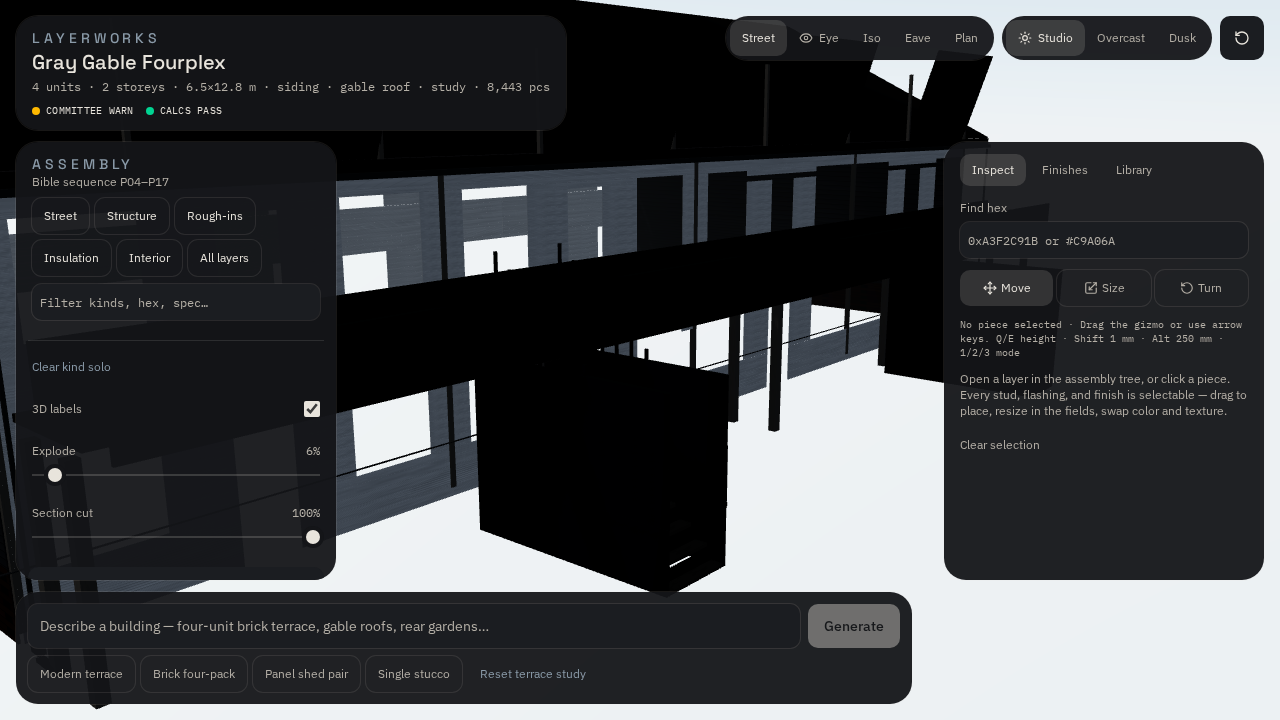 LAYERWORKS
Gray Gable Fourplex
4 units · 2 storeys · 6.5×12.8 m · siding · gable roof · study · 8,443 pcs
COMMITTEE WARN CALCS PASS
Street Eye Iso Eave Plan
Studio Overcast Dusk
ASSEMBLY
Bible sequence P04–P17
Street Structure Rough-ins
Insulation Interior All layers
Filter kinds, hex, spec…
Clear kind solo
3D labels
Explode 6%
Section cut 100%
Inspect Finishes Library
Find hex
0xA3F2C91B or #C9A06A
Move Size Turn
No piece selected · Drag the gizmo or use arrow
keys. Q/E height · Shift 1 mm · Alt 250 mm ·
1/2/3 mode
Open a layer in the assembly tree, or click a piece.
Every stud, flashing, and finish is selectable — drag to
place, resize in the fields, swap color and texture.
Clear selection
Describe a building — four-unit brick terrace, gable roofs, rear gardens…
Generate
Modern terrace Brick four-pack Panel shed pair Single stucco Reset terrace study